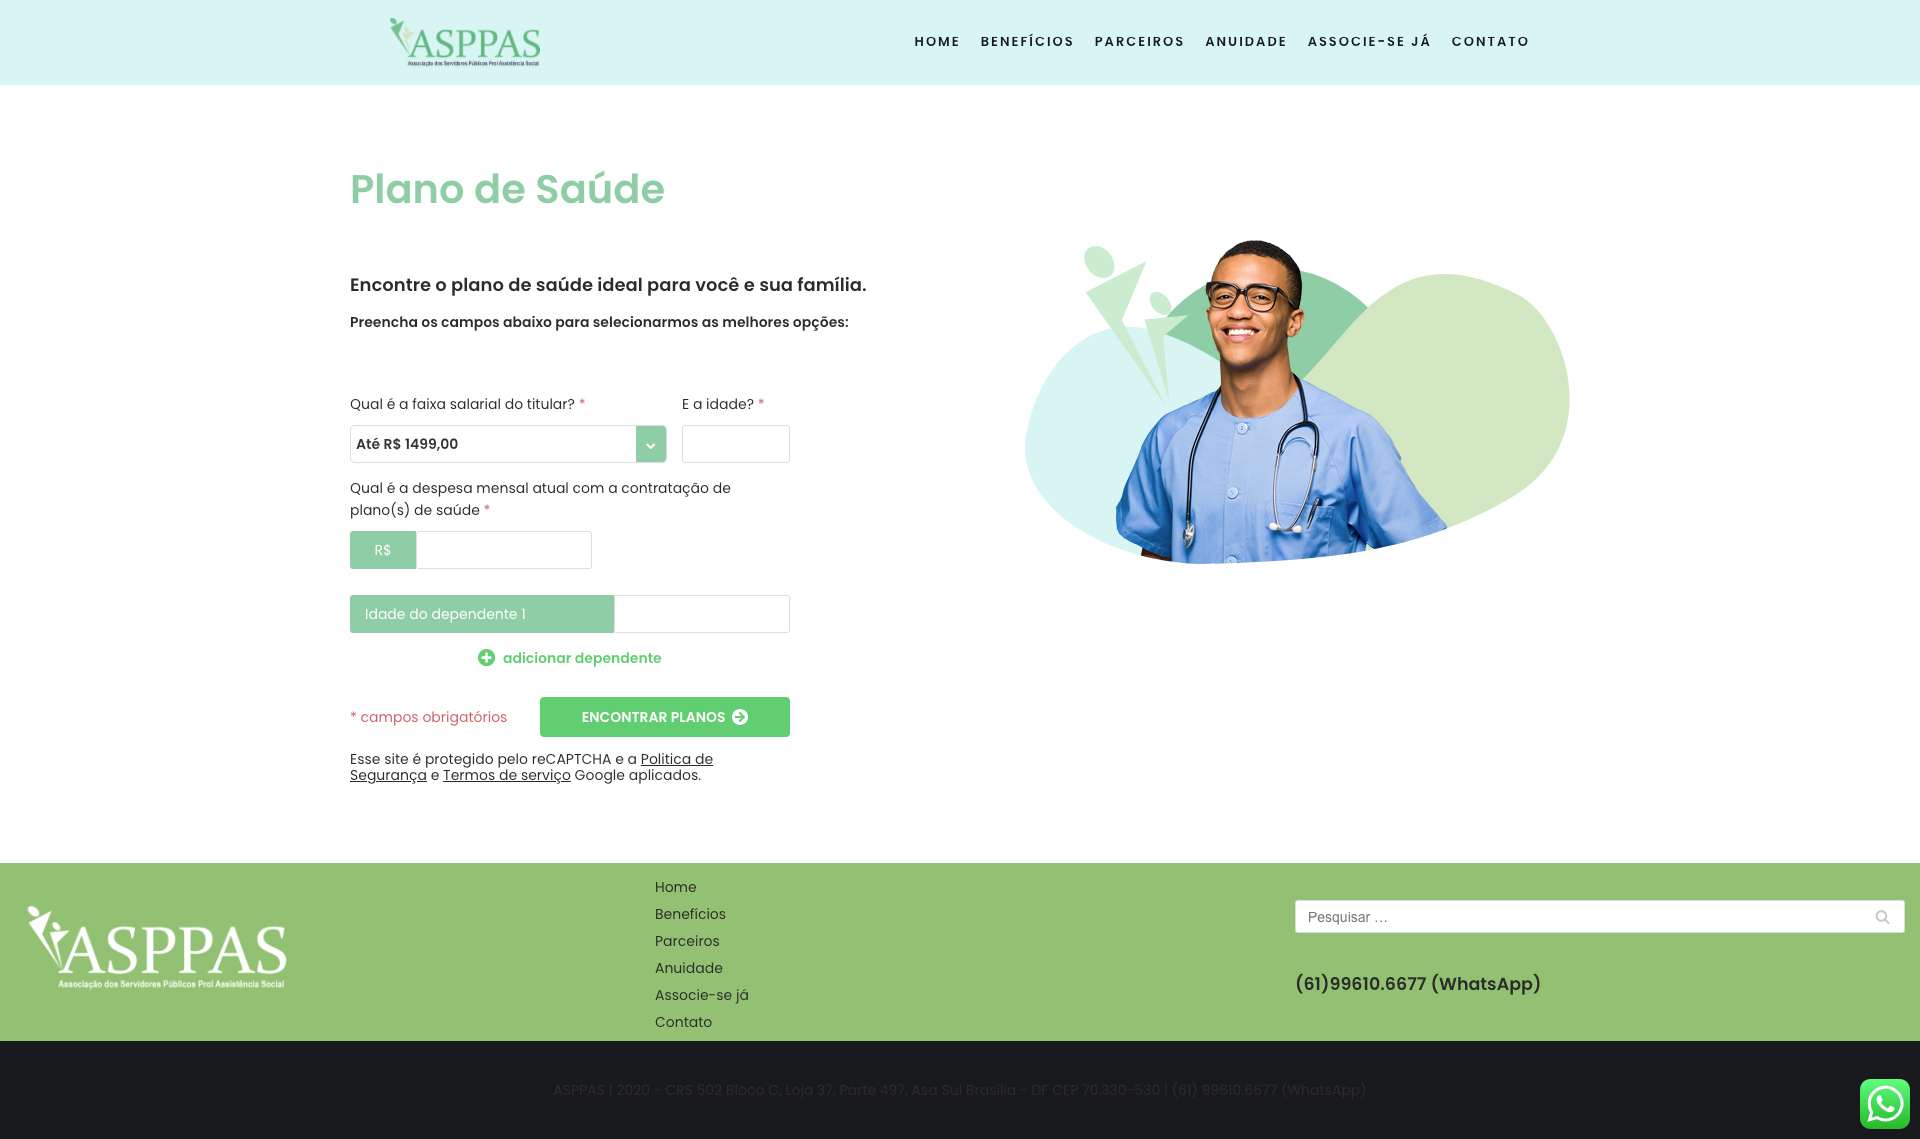 ASPPAS
Associação dos Servidores Públicos Prol Assistência Social
HOME BENEFÍCIOS PARCEIROS ANUIDADE ASSOCIE-SE JÁ CONTATO
Plano de Saúde
Encontre o plano de saúde ideal para você e sua família.
Preencha os campos abaixo para selecionarmos as melhores opções:
Qual é a faixa salarial do titular? * E a idade? *
Até R$ 1499,00
Qual é a despesa mensal atual com a contratação de
plano(s) de saúde *
R$
Idade do dependente 1
adicionar dependente
* campos obrigatórios
ENCONTRAR PLANOS
Esse site é protegido pelo reCAPTCHA e a Política de
Segurança e Termos de serviço Google aplicados.
ASPPAS
Associação dos Servidores Públicos Prol Assistência Social
Home
Benefícios
Parceiros
Anuidade
Associe-se já
Contato
Pesquisar …
(61)99610.6677 (WhatsApp)
ASPPAS | 2020 - CRS 502 Bloco C, Loja 37, Parte 497, Asa Sul Brasília - DF CEP 70.330-530 | (61) 99610.6677 (WhatsApp)